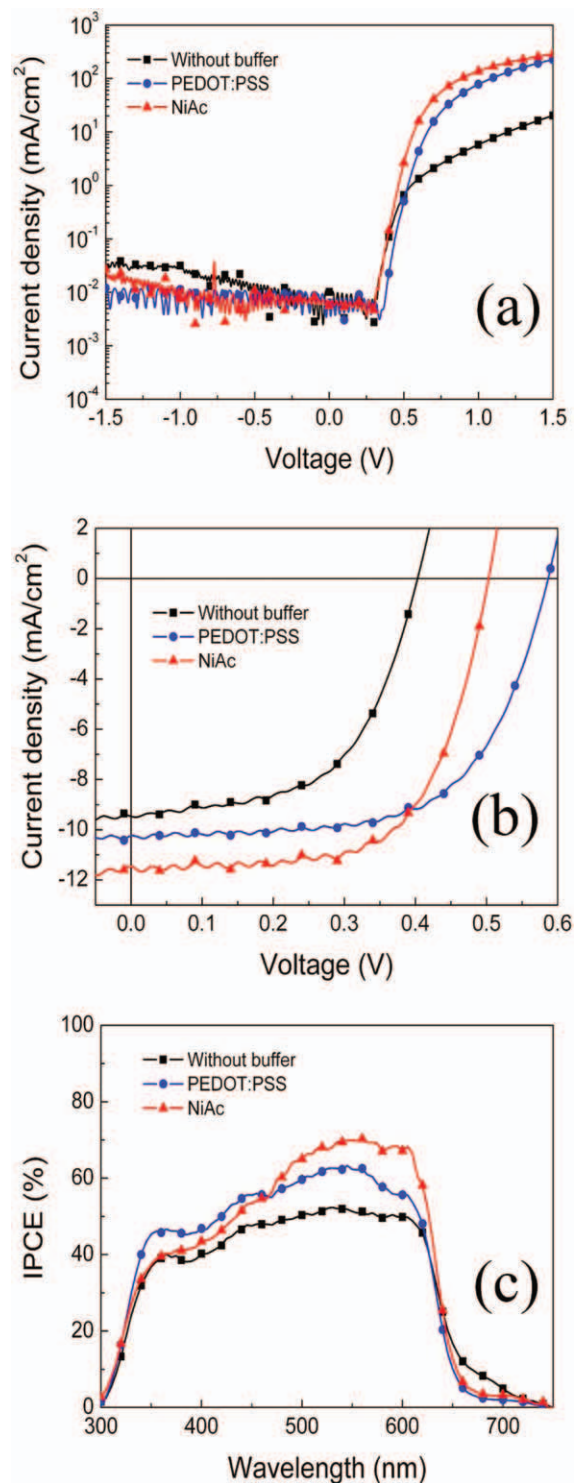 Current density (mA/cm²)
10³
10²
10¹
10⁰
10⁻¹
10⁻²
10⁻³
10⁻⁴
Without buffer
PEDOT:PSS
NiAc
(a)
-1.5 -1.0 -0.5 0.0 0.5 1.0 1.5
Voltage (V)
Current density (mA/cm²)
2
0
-2
-4
-6
-8
-10
-12
Without buffer
PEDOT:PSS
NiAc
(b)
0.0 0.1 0.2 0.3 0.4 0.5 0.6
Voltage (V)
IPCE (%)
100
80
60
40
20
0
Without buffer
PEDOT:PSS
NiAc
(c)
300 400 500 600 700
Wavelength (nm)